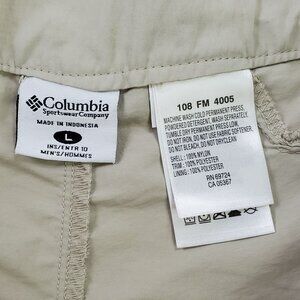 Columbia
Sportswear Company
MADE IN INDONESIA
L
INS/ENTR 10
MEN'S/HOMMES
108 FM 4005
MACHINE WASH COLD PERMANENT PRESS,
POWDERED DETERGENT, WASH SEPARATELY.
TUMBLE DRY PERMANENT PRESS LOW.
DO NOT IRON. DO NOT USE FABRIC SOFTENER.
DO NOT BLEACH. DO NOT DRYCLEAN.
SHELL : 100% NYLON
TRIM : 100% POLYESTER
LINING : 100% POLYESTER
RN 69724
CA 05367